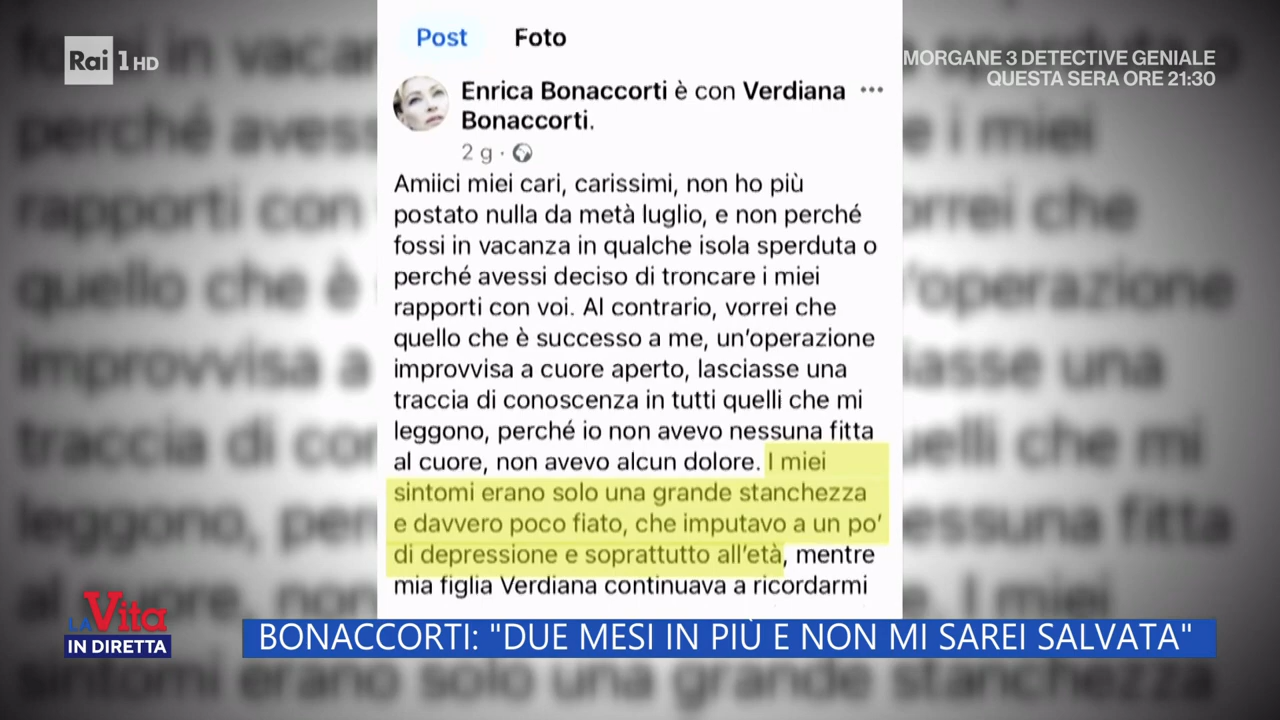 Rai 1 HD
MORGANE 3 DETECTIVE GENIALE
QUESTA SERA ORE 21:30
Post Foto
Enrica Bonaccorti è con Verdiana
Bonaccorti.
2 g ·
Amiici miei cari, carissimi, non ho più
postato nulla da metà luglio, e non perché
fossi in vacanza in qualche isola sperduta o
perché avessi deciso di troncare i miei
rapporti con voi. Al contrario, vorrei che
quello che è successo a me, un’operazione
improvvisa a cuore aperto, lasciasse una
traccia di conoscenza in tutti quelli che mi
leggono, perché io non avevo nessuna fitta
al cuore, non avevo alcun dolore. I miei
sintomi erano solo una grande stanchezza
e davvero poco fiato, che imputavo a un po’
di depressione e soprattutto all’età, mentre
mia figlia Verdiana continuava a ricordarmi
LA Vita
IN DIRETTA
BONACCORTI: "DUE MESI IN PIÙ E NON MI SAREI SALVATA"